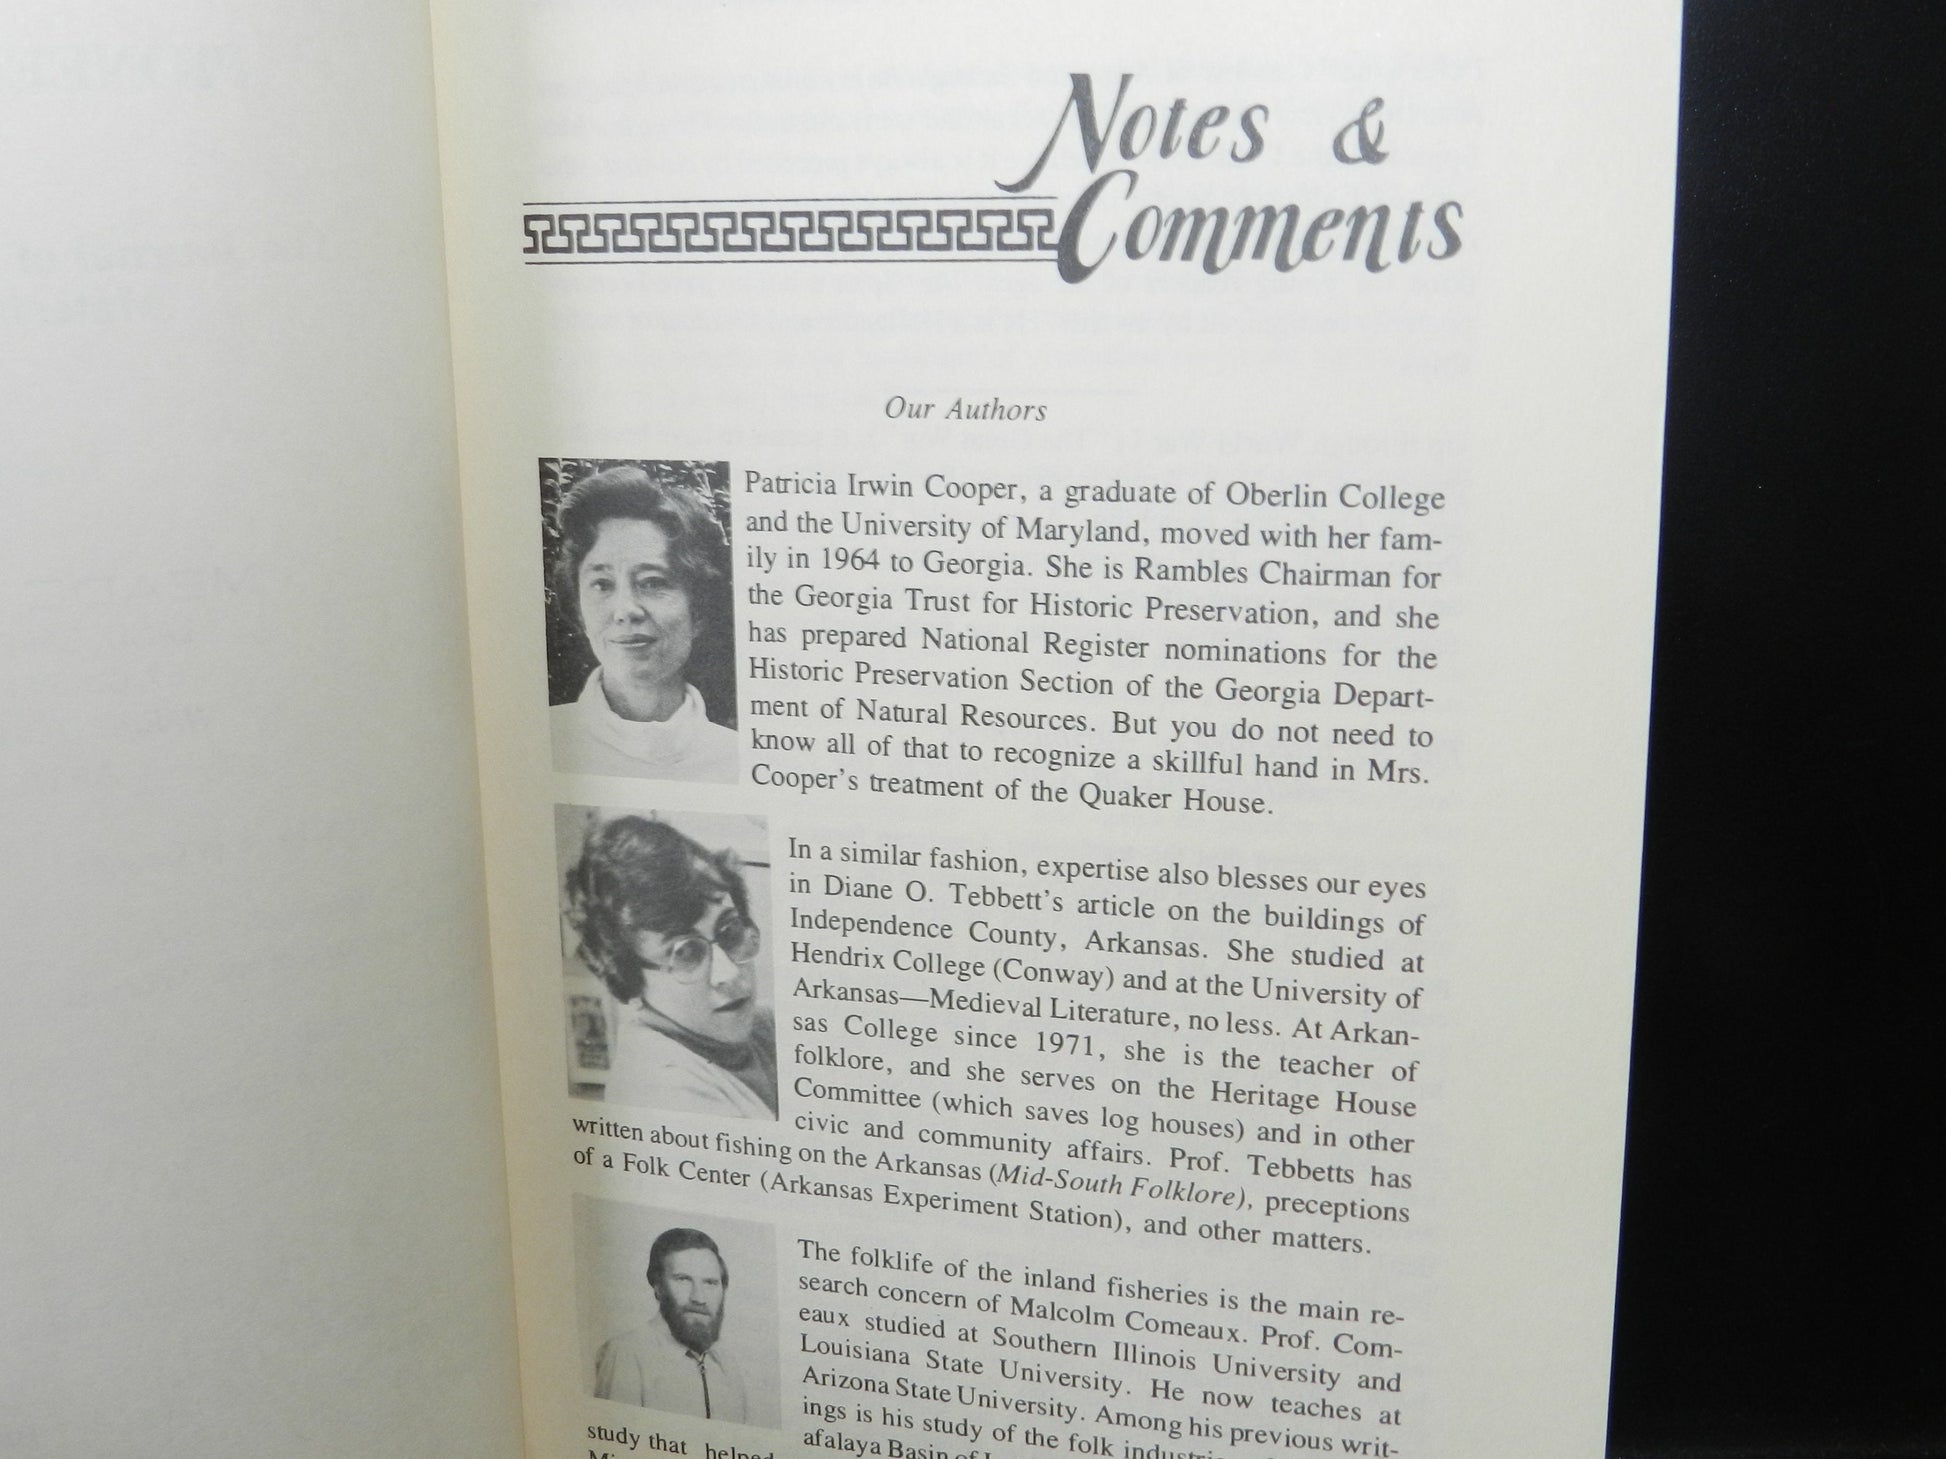 Notes &
Comments
Our Authors
Patricia Irwin Cooper, a graduate of Oberlin College
and the University of Maryland, moved with her fam-
ily in 1964 to Georgia. She is Rambles Chairman for
the Georgia Trust for Historic Preservation, and she
has prepared National Register nominations for the
Historic Preservation Section of the Georgia Depart-
ment of Natural Resources. But you do not need to
know all of that to recognize a skillful hand in Mrs.
Cooper's treatment of the Quaker House.
In a similar fashion, expertise also blesses our eyes
in Diane O. Tebbett's article on the buildings of
Independence County, Arkansas. She studied at
Hendrix College (Conway) and at the University of
Arkansas—Medieval Literature, no less. At Arkan-
sas College since 1971, she is the teacher of
folklore, and she serves on the Heritage House
Committee (which saves log houses) and in other
civic and community affairs. Prof. Tebbetts has
written about fishing on the Arkansas (Mid-South Folklore), preceptions
of a Folk Center (Arkansas Experiment Station), and other matters.
The folklife of the inland fisheries is the main re-
search concern of Malcolm Comeaux. Prof. Com-
eaux studied at Southern Illinois University and
Louisiana State University. He now teaches at
Arizona State University. Among his previous writ-
ings is his study of the folk
afalaya Basin of
study that helped